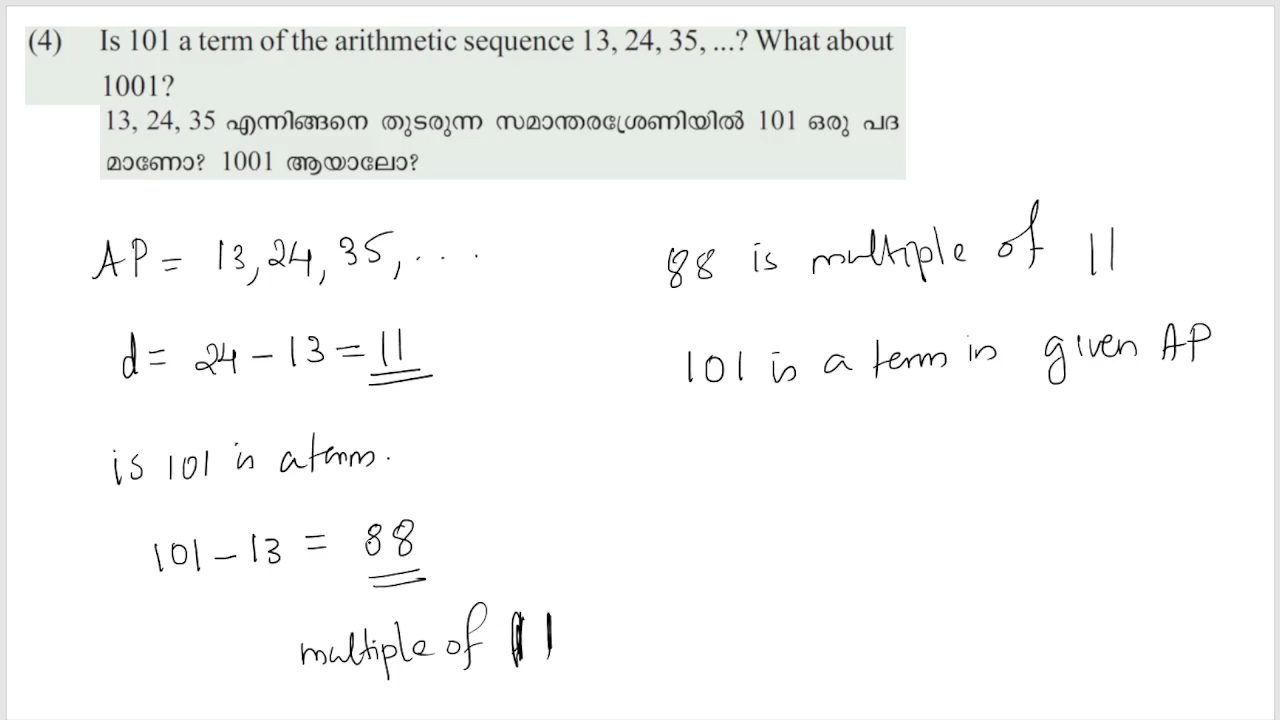 (4) Is 101 a term of the arithmetic sequence 13, 24, 35, ...? What about
1001?
13, 24, 35 എന്നിങ്ങനെ തുടരുന്ന സമാന്തരശ്രേണിയിൽ 101 ഒരു പദ
മാണോ? 1001 ആയാലോ?
AP = 13, 24, 35, ....
d = 24 - 13 = 11
is 101 is a term.
101 - 13 = 88
multiple of 11
88 is multiple of 11
101 is a term in given AP